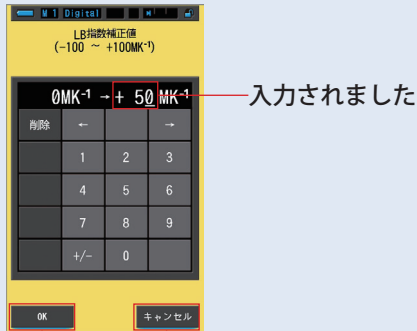 M 1 Digital
LB指数補正値
(-100 ～ +100MK⁻¹)
0MK⁻¹ → + 50 MK⁻¹
入力されました
削除 ← →
1 2 3
4 5 6
7 8 9
+/- 0
OK キャンセル